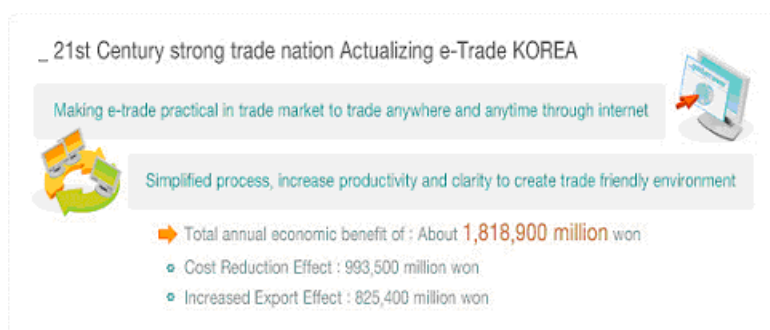 _ 21st Century strong trade nation Actualizing e-Trade KOREA
Making e-trade practical in trade market to trade anywhere and anytime through internet
Simplified process, increase productivity and clarity to create trade friendly environment
Total annual economic benefit of : About 1,818,900 million won
Cost Reduction Effect : 993,500 million won
Increased Export Effect : 825,400 million won